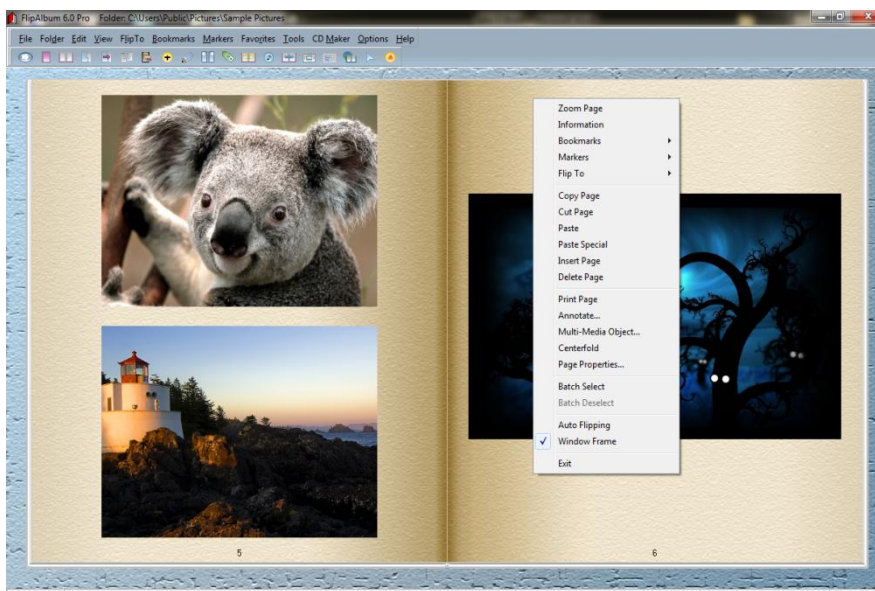 FlipAlbum 6.0 Pro Folder: C:\Users\Public\Pictures\Sample Pictures
File Folder Edit View FlipTo Bookmarks Markers Favorites Tools CD Maker Options Help
Zoom Page
Information
Bookmarks
Markers
Flip To
Copy Page
Cut Page
Paste
Paste Special
Insert Page
Delete Page
Print Page
Annotate...
Multi-Media Object...
Centerfold
Page Properties...
Batch Select
Batch Deselect
Auto Flipping
Window Frame
Exit
5
6